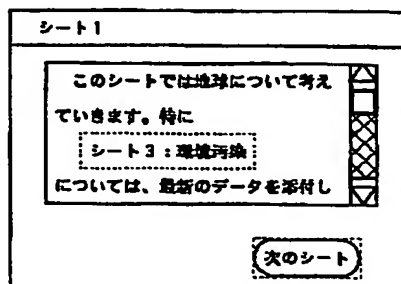 シート1
このシートでは地球について考え
ていきます。特に
シート3:環境汚染
については、最新のデータを添付し
次のシート